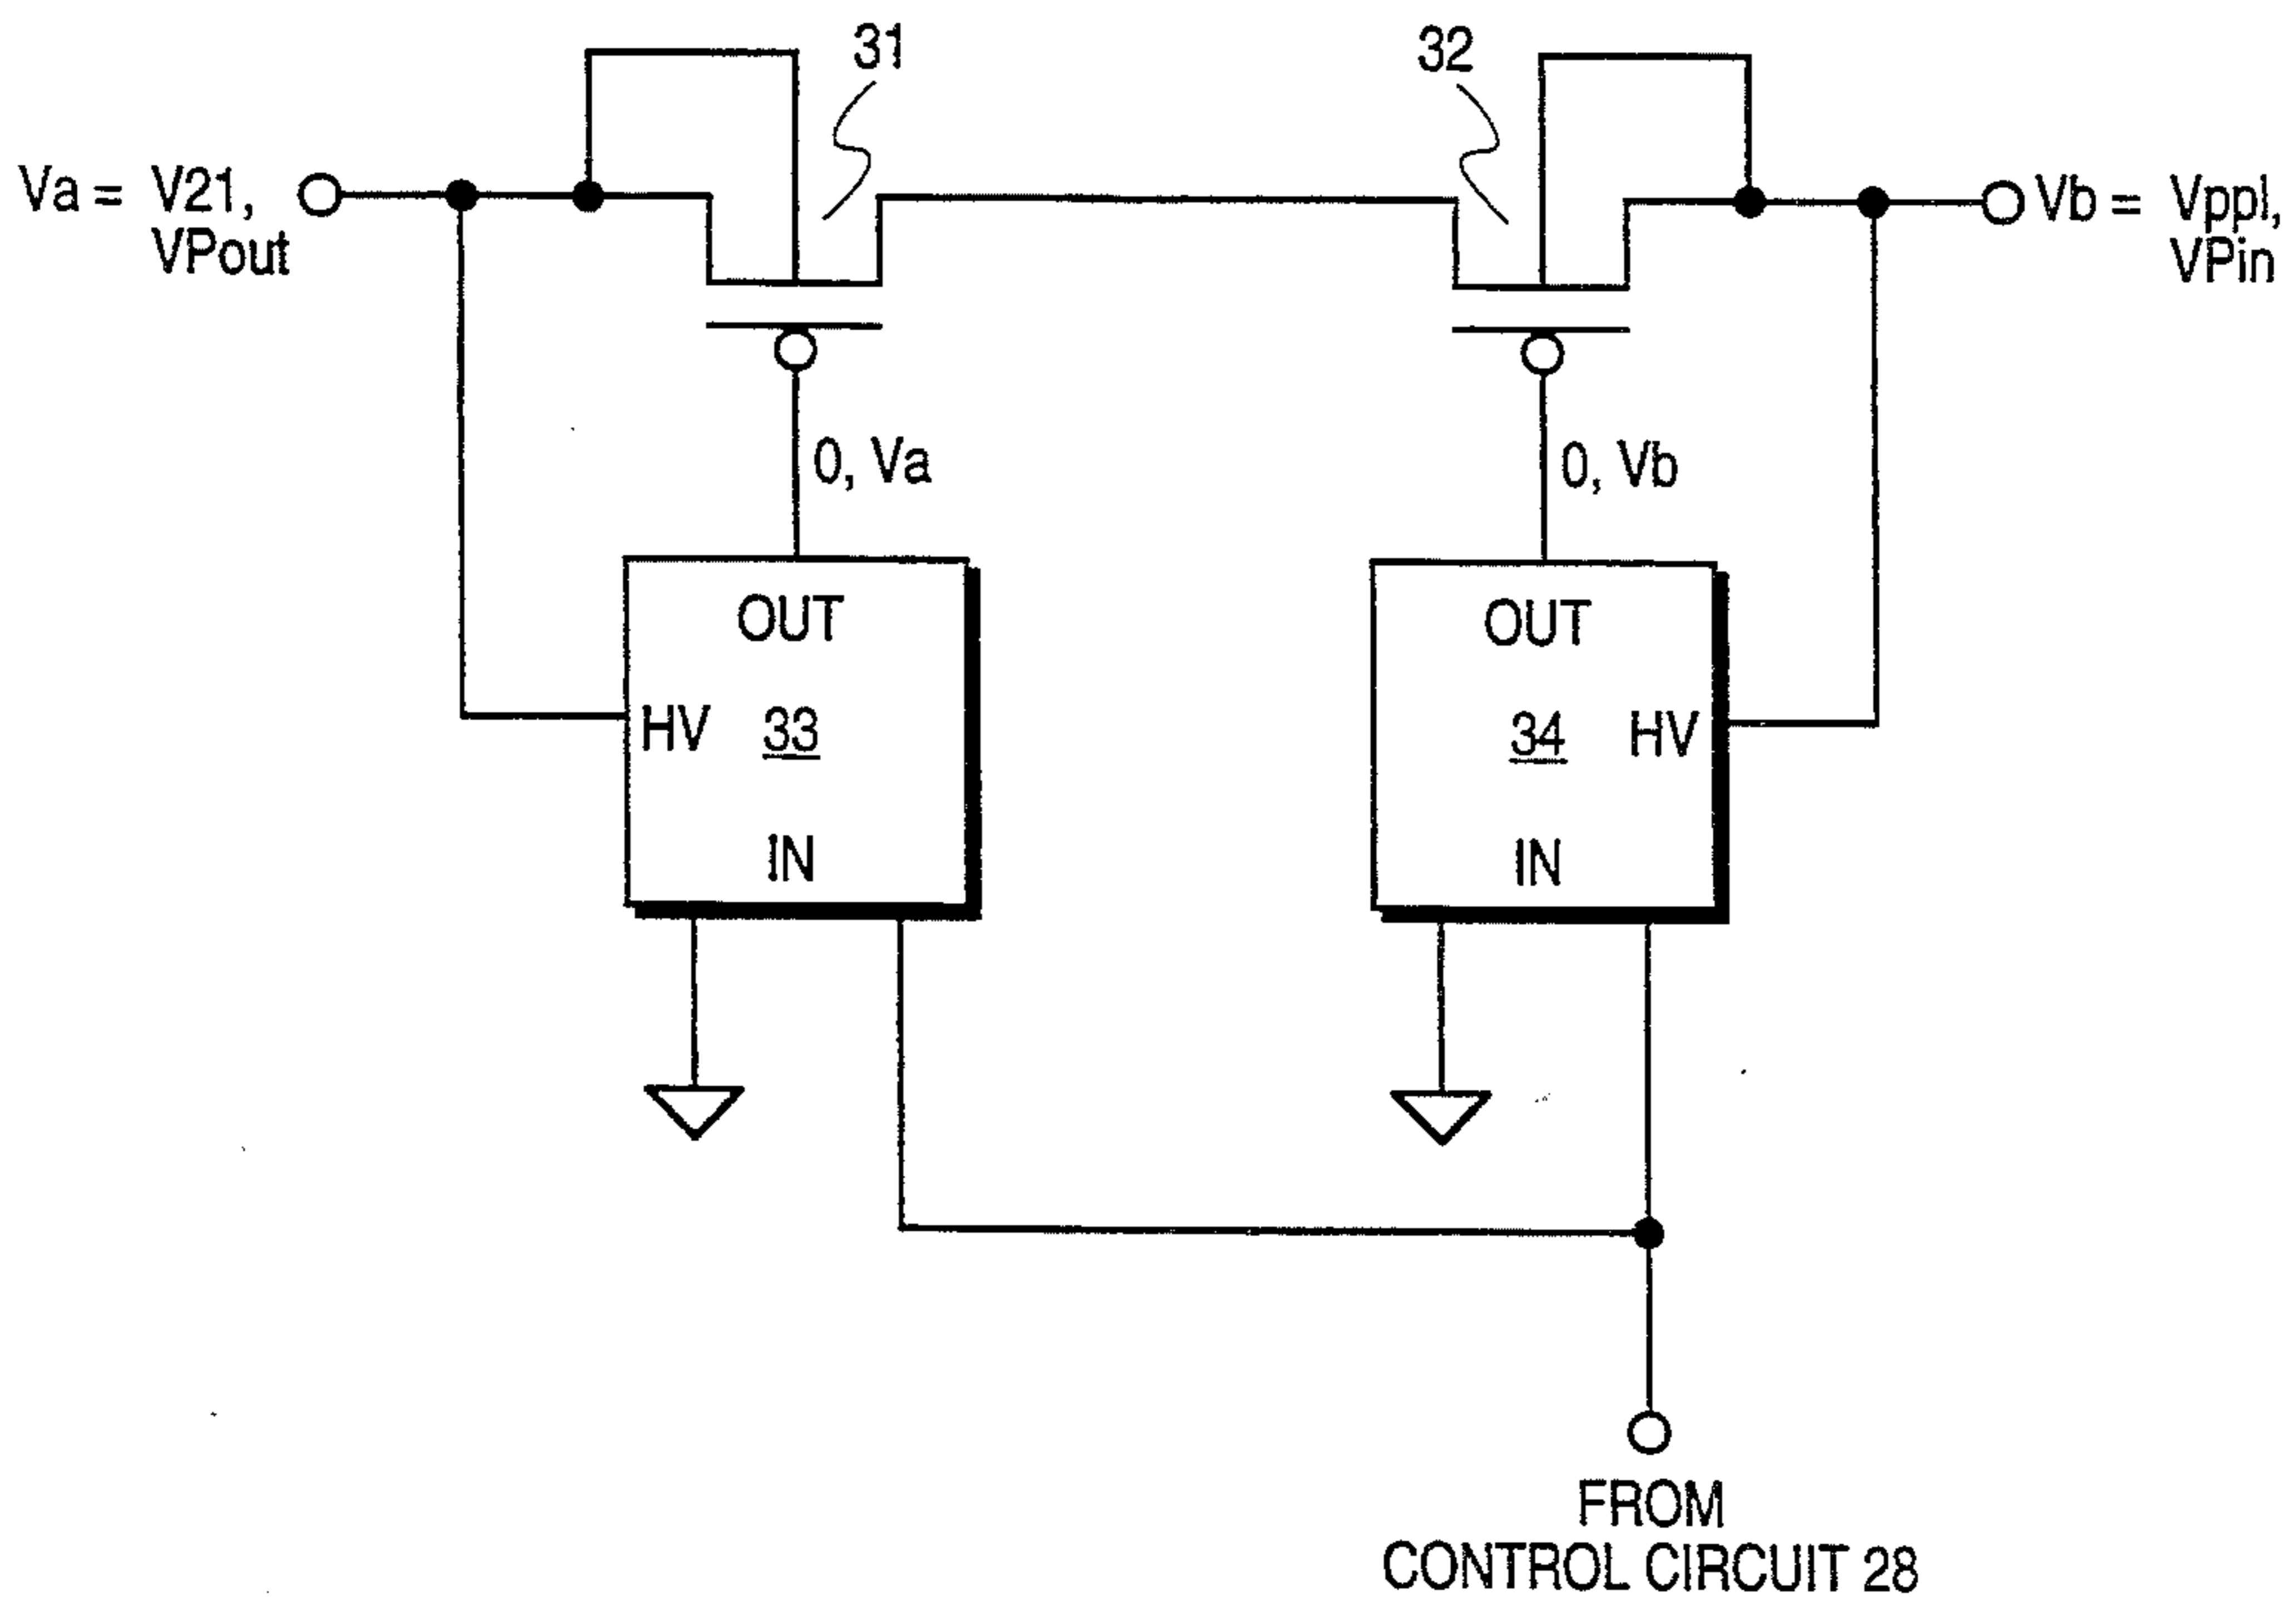 31
32
Va = V21,
VPout
Vb = Vppl,
VPin
0, Va
0, Vb
OUT
HV
33
IN
OUT
34
HV
IN
FROM
CONTROL CIRCUIT 28